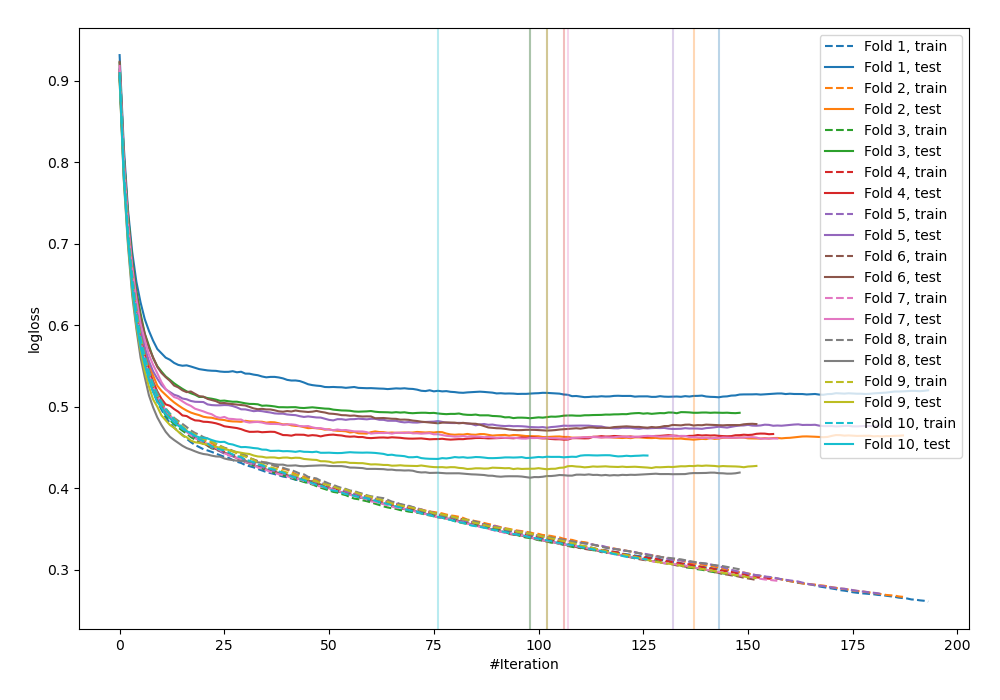 0.9
0.8
0.7
0.6
0.5
0.4
0.3
logloss
0
25
50
75
100
125
150
175
200
#Iteration
Fold 1, train
Fold 1, test
Fold 2, train
Fold 2, test
Fold 3, train
Fold 3, test
Fold 4, train
Fold 4, test
Fold 5, train
Fold 5, test
Fold 6, train
Fold 6, test
Fold 7, train
Fold 7, test
Fold 8, train
Fold 8, test
Fold 9, train
Fold 9, test
Fold 10, train
Fold 10, test